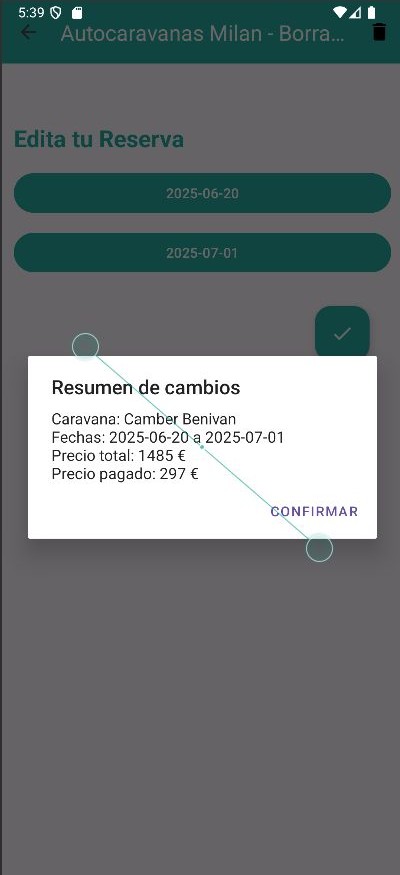 5:39
Autocaravanas Milan - Borra...
Edita tu Reserva
2025-06-20
2025-07-01
Resumen de cambios
Caravana: Camber Benivan
Fechas: 2025-06-20 a 2025-07-01
Precio total: 1485 €
Precio pagado: 297 €
CONFIRMAR